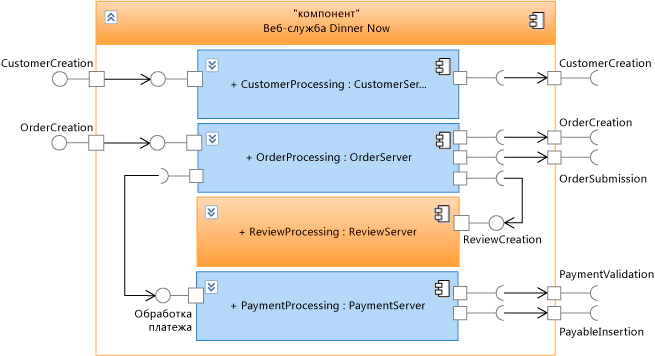 "компонент"
Веб-служба Dinner Now
CustomerCreation
CustomerCreation
+ CustomerProcessing : CustomerSer...
OrderCreation
OrderCreation
+ OrderProcessing : OrderServer
OrderSubmission
+ ReviewProcessing : ReviewServer
ReviewCreation
PaymentValidation
+ PaymentProcessing : PaymentServer
Обработка
платежа
PayableInsertion